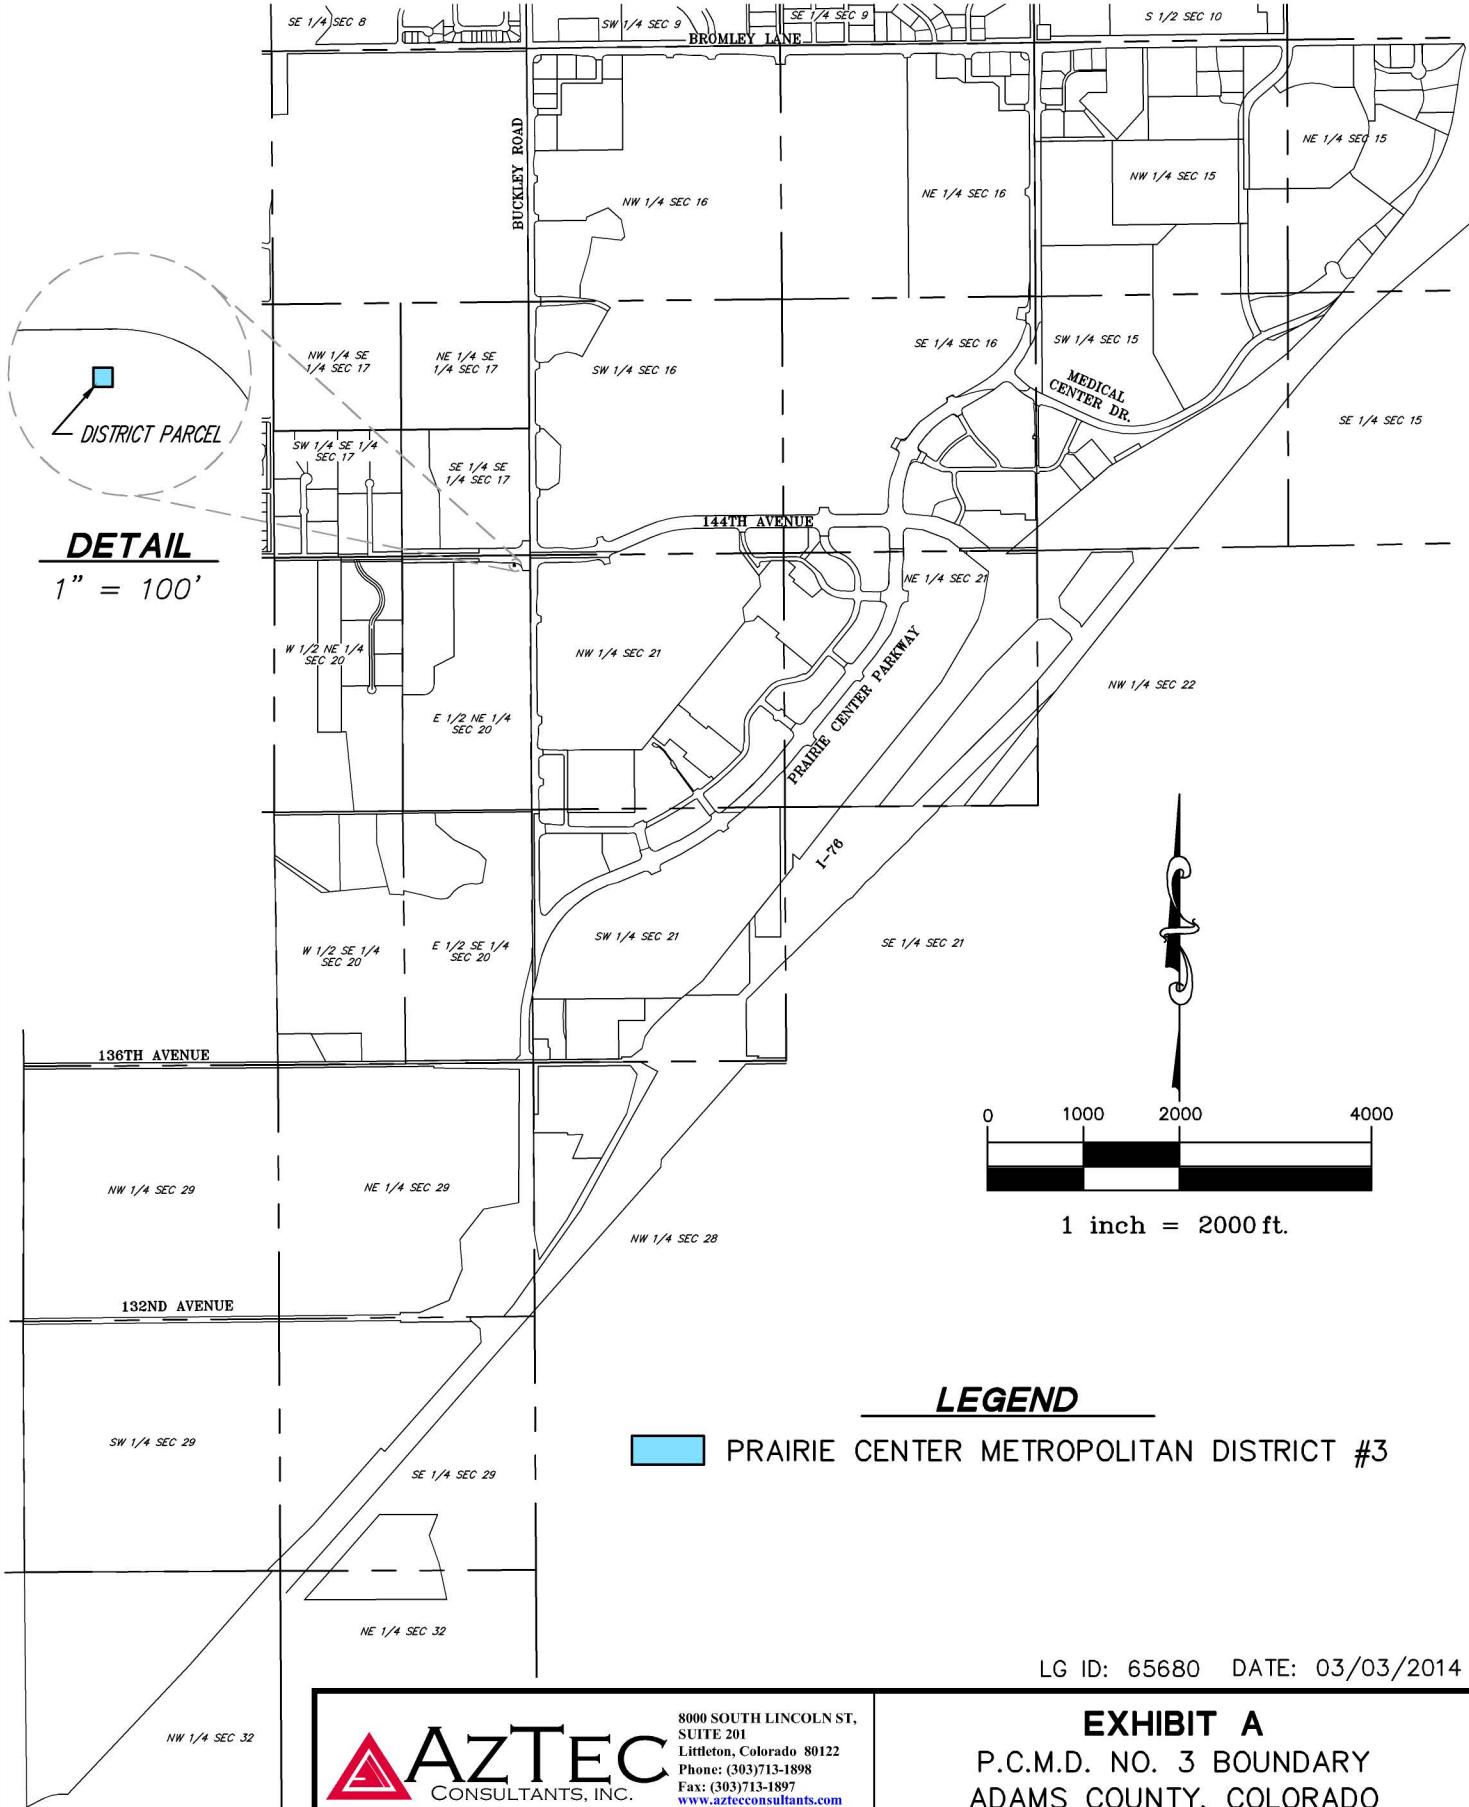 SE 1/4 SEC 8
SW 1/4 SEC 9
SE 1/4 SEC 9
S 1/2 SEC 10
BROMLEY LANE
BUCKLEY ROAD
NE 1/4 SEC 15
NW 1/4 SEC 15
NW 1/4 SEC 16
NE 1/4 SEC 16
NW 1/4 SE
1/4 SEC 17
NE 1/4 SE
1/4 SEC 17
SW 1/4 SEC 16
SE 1/4 SEC 16
SW 1/4 SEC 15
MEDICAL
CENTER DR.
SE 1/4 SEC 15
DISTRICT PARCEL
SW 1/4 SE 1/4
SEC 17
SE 1/4 SE
1/4 SEC 17
144TH AVENUE
DETAIL
1" = 100'
NE 1/4 SEC 21
W 1/2 NE 1/4
SEC 20
NW 1/4 SEC 21
PRAIRIE CENTER PARKWAY
NW 1/4 SEC 22
E 1/2 NE 1/4
SEC 20
I-76
W 1/2 SE 1/4
SEC 20
E 1/2 SE 1/4
SEC 20
SW 1/4 SEC 21
SE 1/4 SEC 21
136TH AVENUE
0 1000 2000 4000
1 inch = 2000 ft.
NW 1/4 SEC 29
NE 1/4 SEC 29
NW 1/4 SEC 28
132ND AVENUE
LEGEND
PRAIRIE CENTER METROPOLITAN DISTRICT #3
SW 1/4 SEC 29
SE 1/4 SEC 29
NE 1/4 SEC 32
NW 1/4 SEC 32
LG ID: 65680 DATE: 03/03/2014
AZTEC
CONSULTANTS, INC.
8000 SOUTH LINCOLN ST,
SUITE 201
Littleton, Colorado 80122
Phone: (303)713-1898
Fax: (303)713-1897
www.aztecconsultants.com
EXHIBIT A
P.C.M.D. NO. 3 BOUNDARY
ADAMS COUNTY, COLORADO